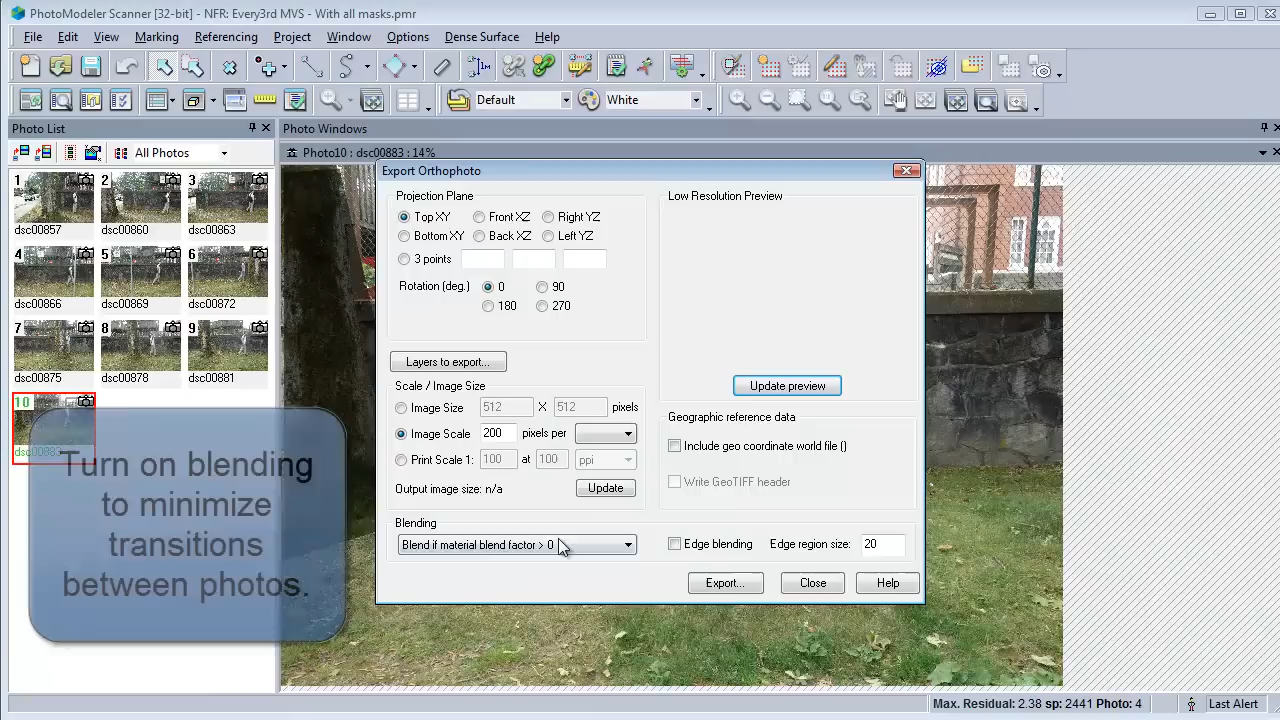 PhotoModeler Scanner [32-bit] - NFR: Every3rd MVS - With all masks.pmr
File Edit View Marking Referencing Project Window Options Dense Surface Help
Default White
Photo List
All Photos
1 2 3
dsc00857 dsc00860 dsc00863
4 5 6
dsc00866 dsc00869 dsc00872
7 8 9
dsc00875 dsc00878 dsc00881
10
Turn on blending
to minimize
transitions
between photos.
Photo Windows
Photo10 : dsc00883 : 14%
Export Orthophoto
Projection Plane
Top XY Front XZ Right YZ
Bottom XY Back XZ Left YZ
3 points
Rotation (deg.) 0 90
180 270
Layers to export...
Scale / Image Size
Image Size 512 X 512 pixels
Image Scale 200 pixels per
Print Scale 1: 100 at 100 ppi
Output image size: n/a Update
Blending
Blend if material blend factor > 0
Low Resolution Preview
Update preview
Geographic reference data
Include geo coordinate world file ()
Write GeoTIFF header
Edge blending Edge region size: 20
Export... Close Help
Max. Residual: 2.38 sp: 2441 Photo: 4 Last Alert